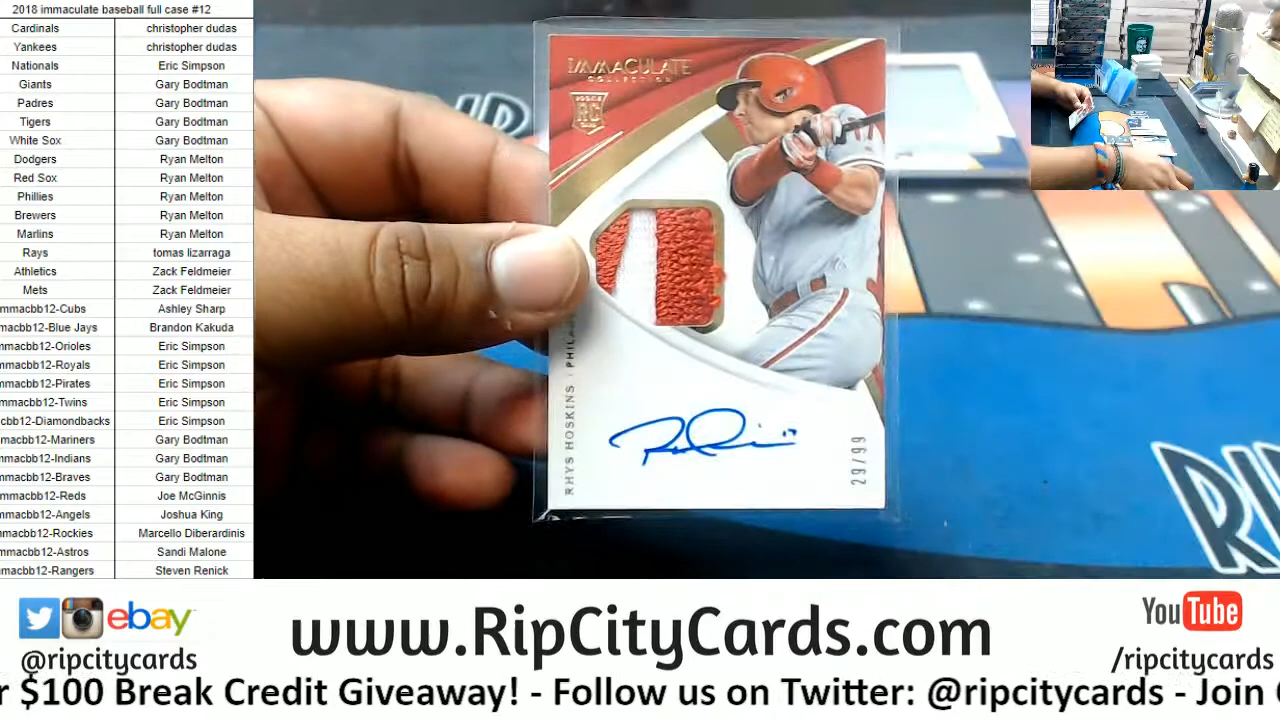 2018 immaculate baseball full case #12
Cardinals christopher dudas
Yankees christopher dudas
Nationals Eric Simpson
Giants Gary Bodtman
Padres Gary Bodtman
Tigers Gary Bodtman
White Sox Gary Bodtman
Dodgers Ryan Melton
Red Sox Ryan Melton
Phillies Ryan Melton
Brewers Ryan Melton
Marlins Ryan Melton
Rays tomas lizarraga
Athletics Zack Feldmeier
Mets Zack Feldmeier
mmacbb12-Cubs Ashley Sharp
macbb12-Blue Jays Brandon Kakuda
mmacbb12-Orioles Eric Simpson
mmacbb12-Royals Eric Simpson
mmacbb12-Pirates Eric Simpson
mmacbb12-Twins Eric Simpson
cbb12-Diamondbacks Eric Simpson
macbb12-Mariners Gary Bodtman
mmacbb12-Indians Gary Bodtman
macbb12-Braves Gary Bodtman
mmacbb12-Reds Joe McGinnis
macbb12-Angels Joshua King
macbb12-Rockies Marcello Diberardinis
mmacbb12-Astros Sandi Malone
macbb12-Rangers Steven Renick
IMMACULATE
COLLECTION
RC
RHYS HOSKINS · PHILA
29/99
RI
ebay
@ripcitycards
www.RipCityCards.com
YouTube
/ripcitycards
r $100 Break Credit Giveaway! - Follow us on Twitter: @ripcitycards - Join